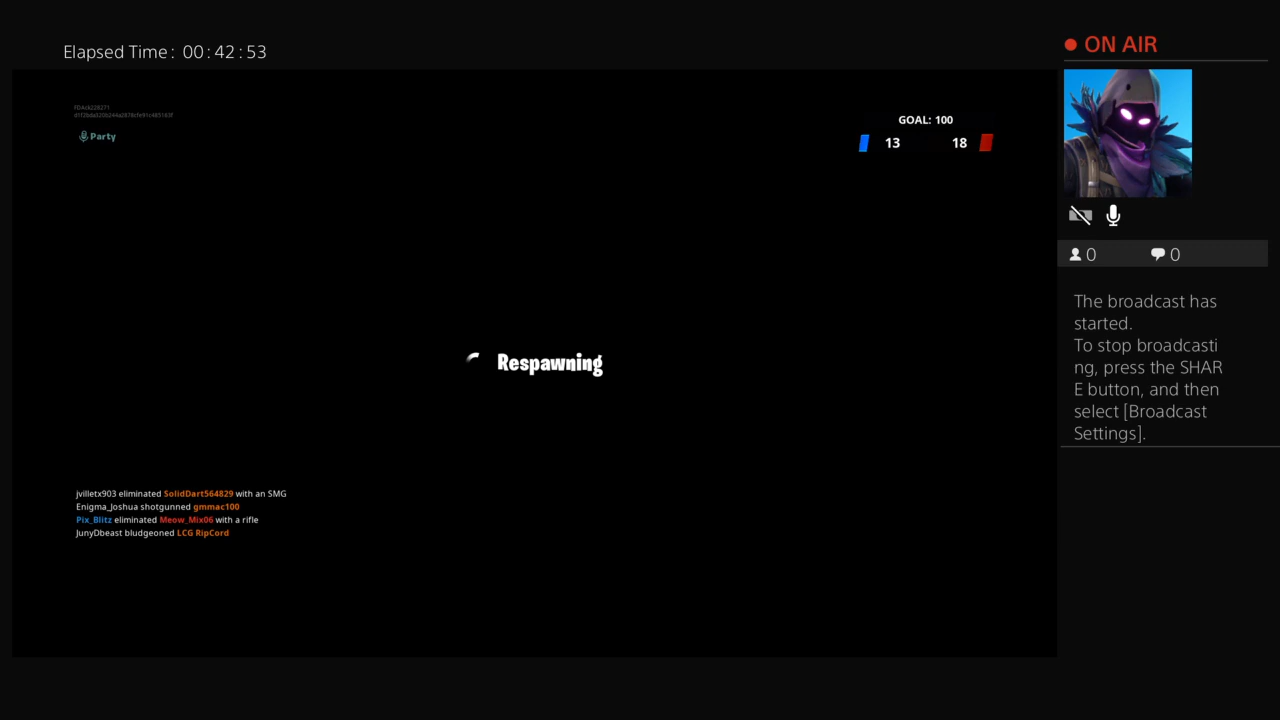 Elapsed Time: 00:42:53
ON AIR
Party
GOAL: 100
13 18
0 0
The broadcast has
started.
To stop broadcasti
ng, press the SHAR
E button, and then
select [Broadcast
Settings].
Respawning
jvilletx903 eliminated SolidDart564829 with an SMG
Enigma_Joshua shotgunned gmmac100
Pix_Blitz eliminated Meow_Mix06 with a rifle
JunyDbeast bludgeoned LCG RipCord